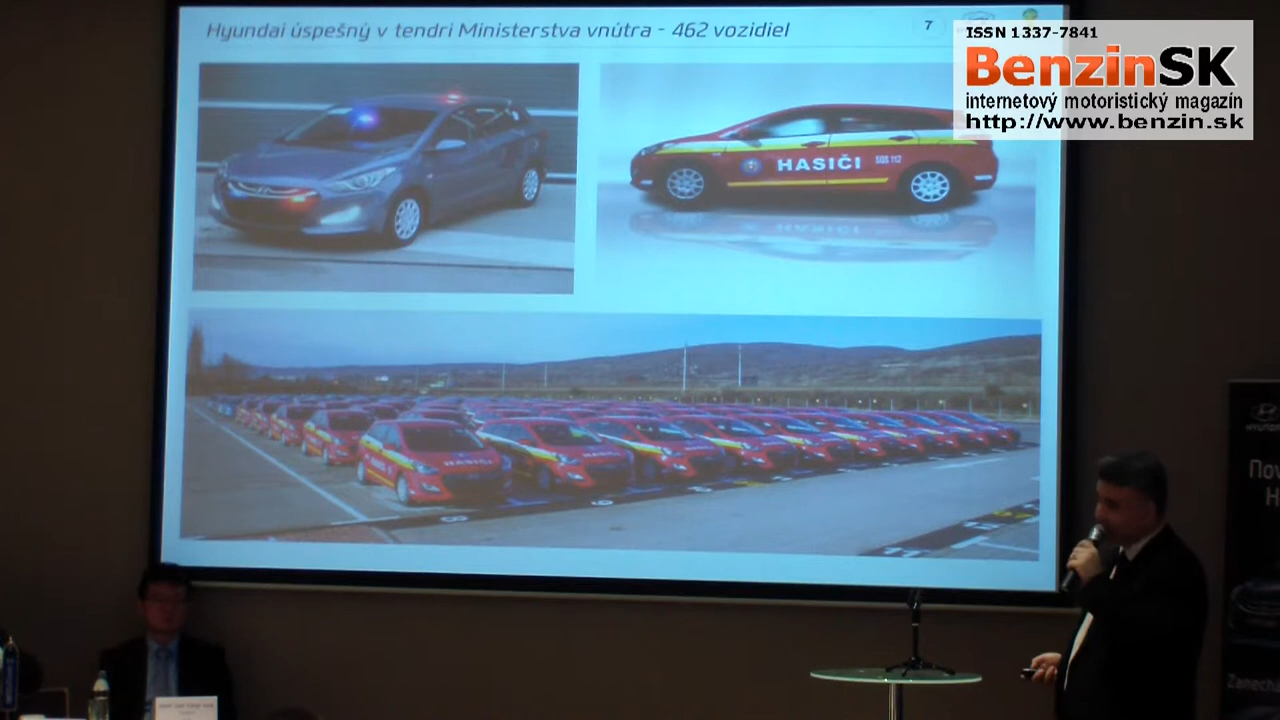 Hyundai úspešný v tendri Ministerstva vnútra - 462 vozidiel
7
ISSN 1337-7841
BenzinSK
internetový motoristický magazín
http://www.benzin.sk
HASIČI
SOS 112
HASIČI
HYUNDAI